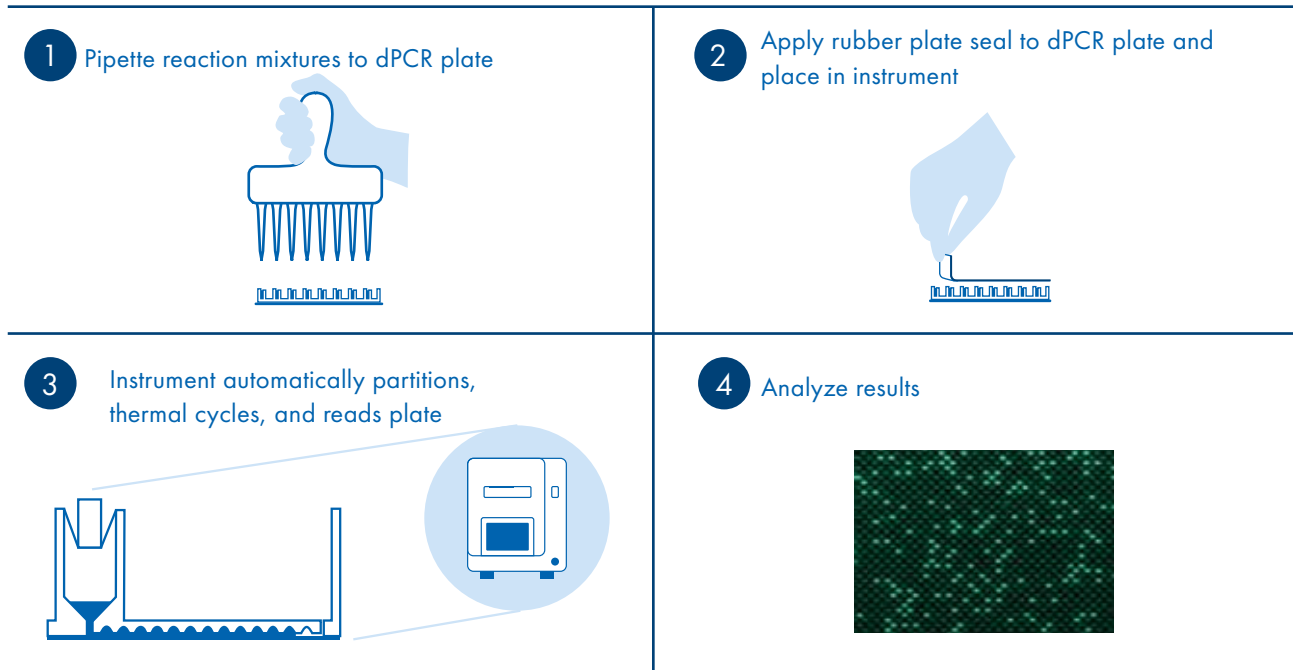 1
Pipette reaction mixtures to dPCR plate
2
Apply rubber plate seal to dPCR plate and
place in instrument
3
Instrument automatically partitions,
thermal cycles, and reads plate
4
Analyze results